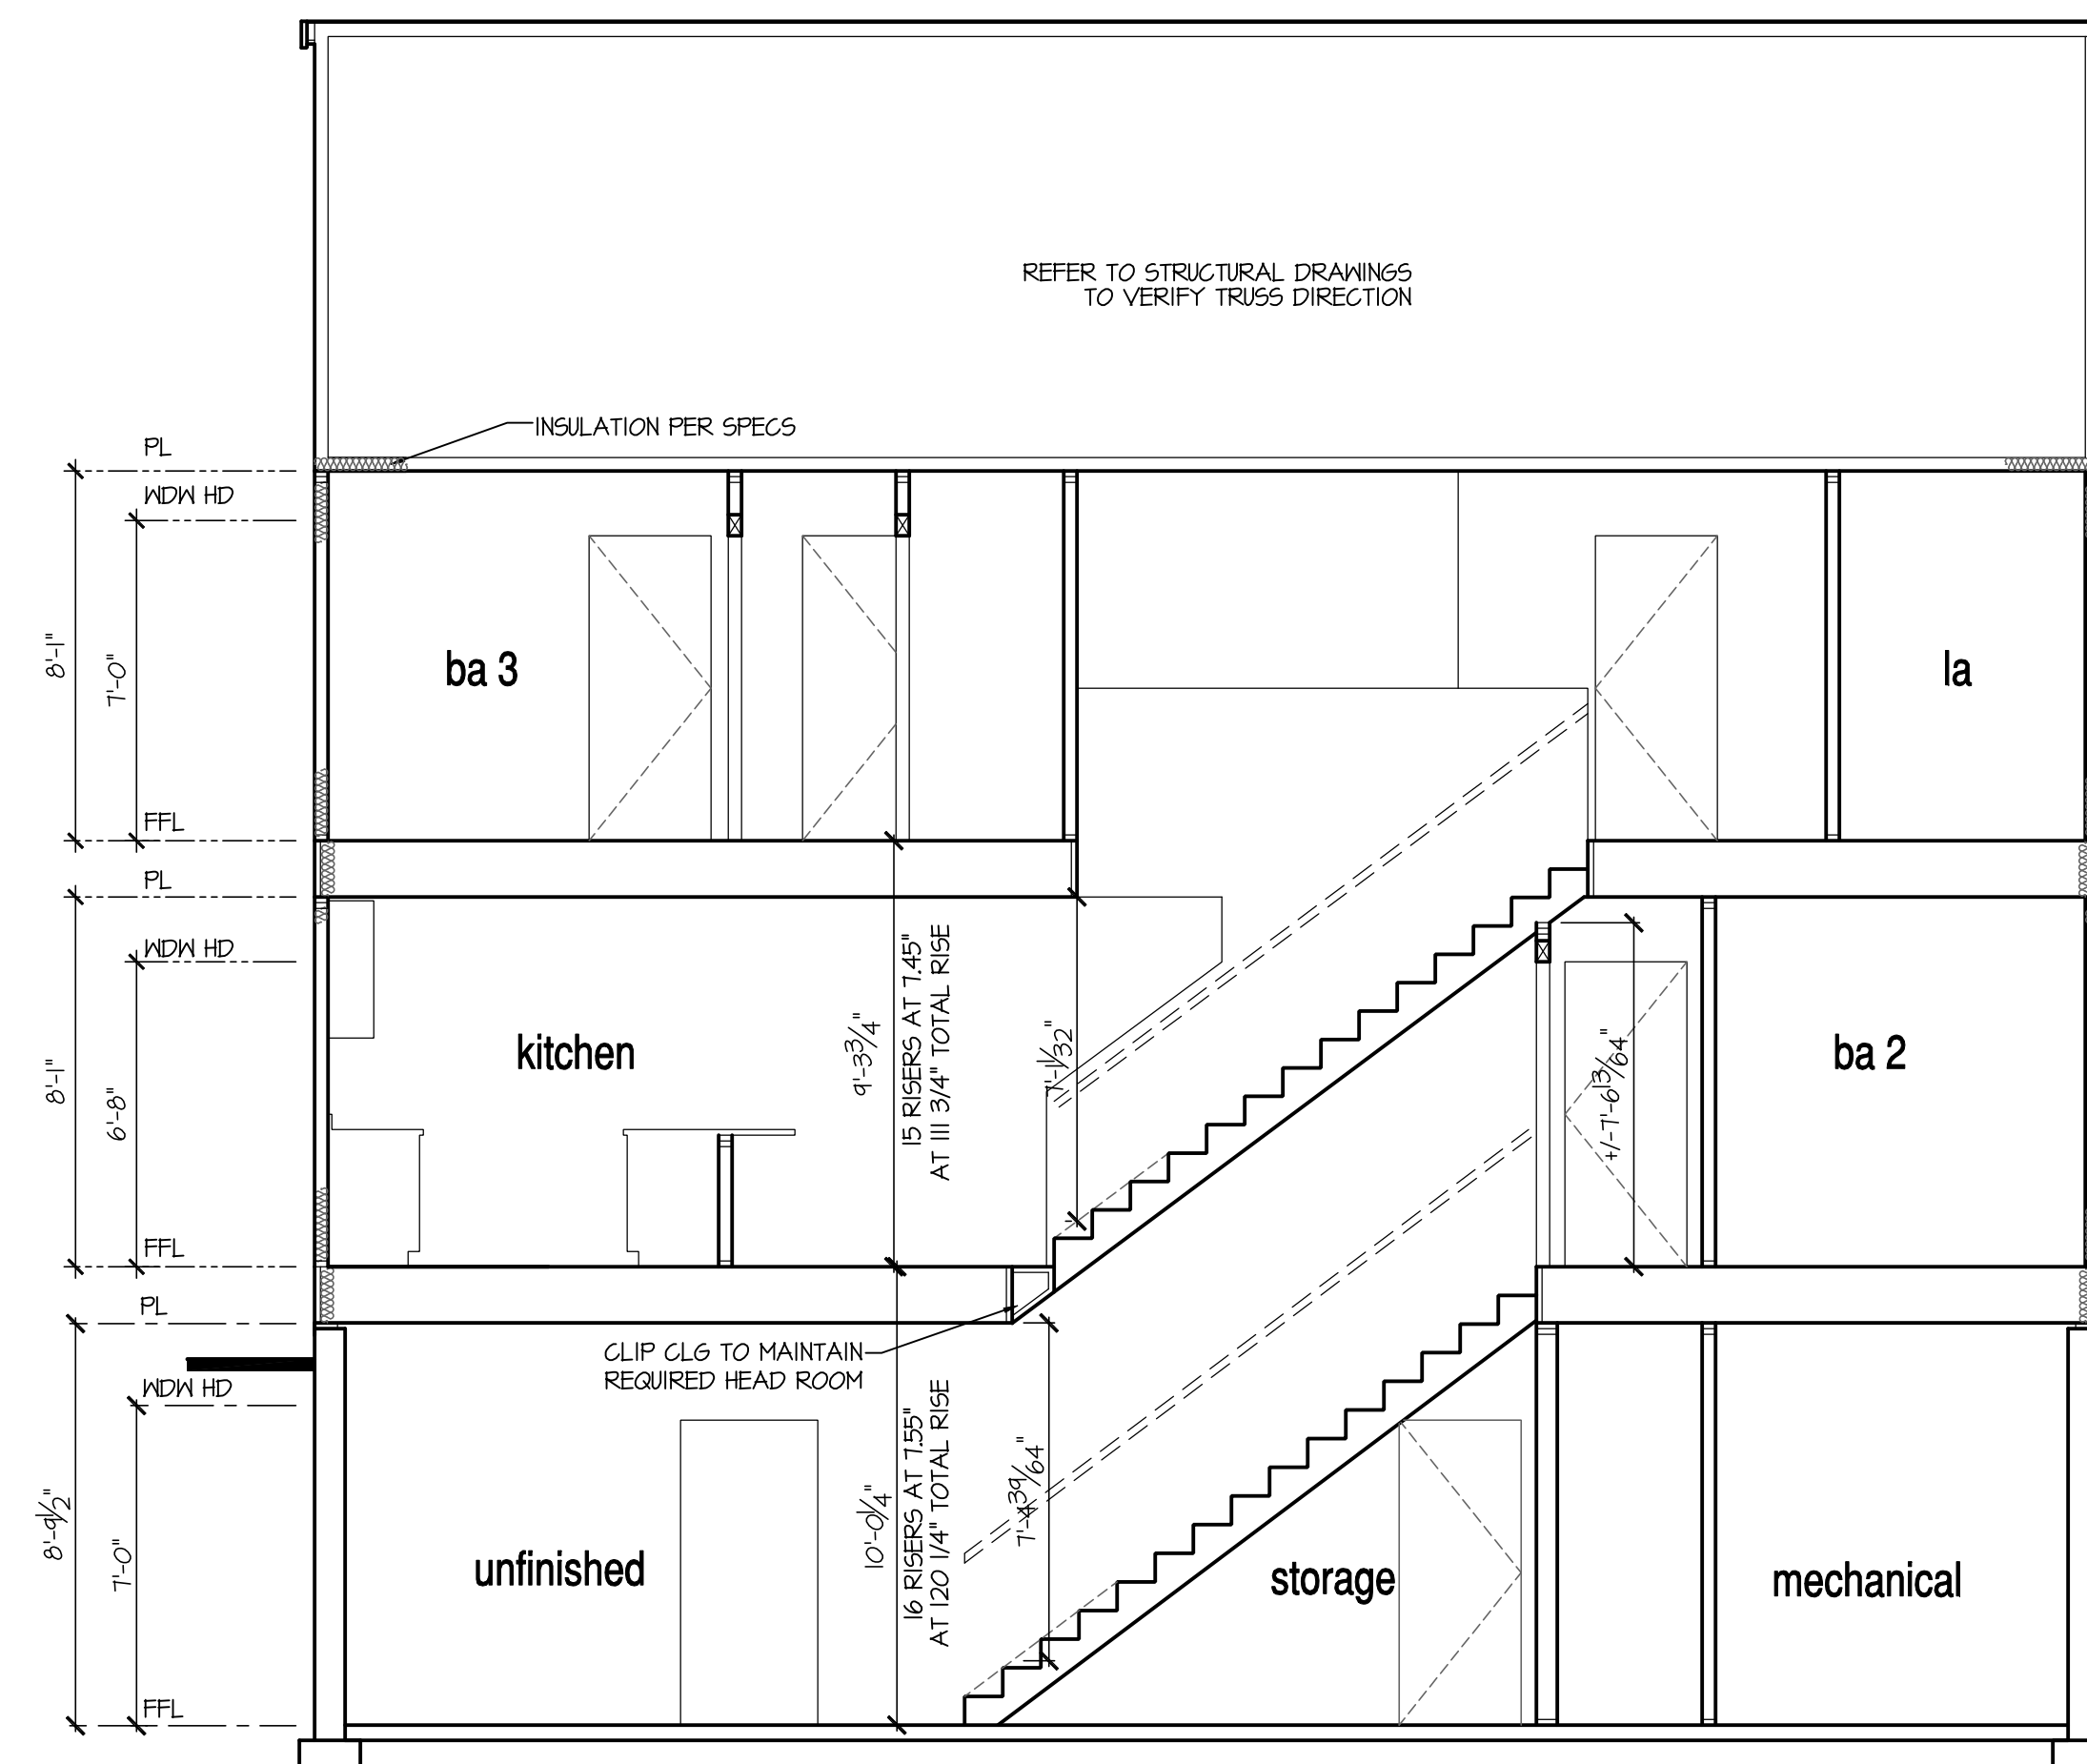 REFER TO STRUCTURAL DRAWINGS
TO VERIFY TRUSS DIRECTION
INSULATION PER SPECS
PL
WDW HD
8'-1"
7'-0"
ba 3
la
FFL
PL
WDW HD
8'-1"
6'-8"
kitchen
9'-3 3/4"
15 RISERS AT 7.45"
AT 111 3/4" TOTAL RISE
7'-1 1/32"
+/-7'-6 13/64"
ba 2
FFL
PL
CLIP CLG TO MAINTAIN
REQUIRED HEAD ROOM
WDW HD
8'-9 1/2"
7'-0"
unfinished
10'-0 1/4"
16 RISERS AT 7.55"
AT 120 1/4" TOTAL RISE
7'-4 39/64"
storage
mechanical
FFL